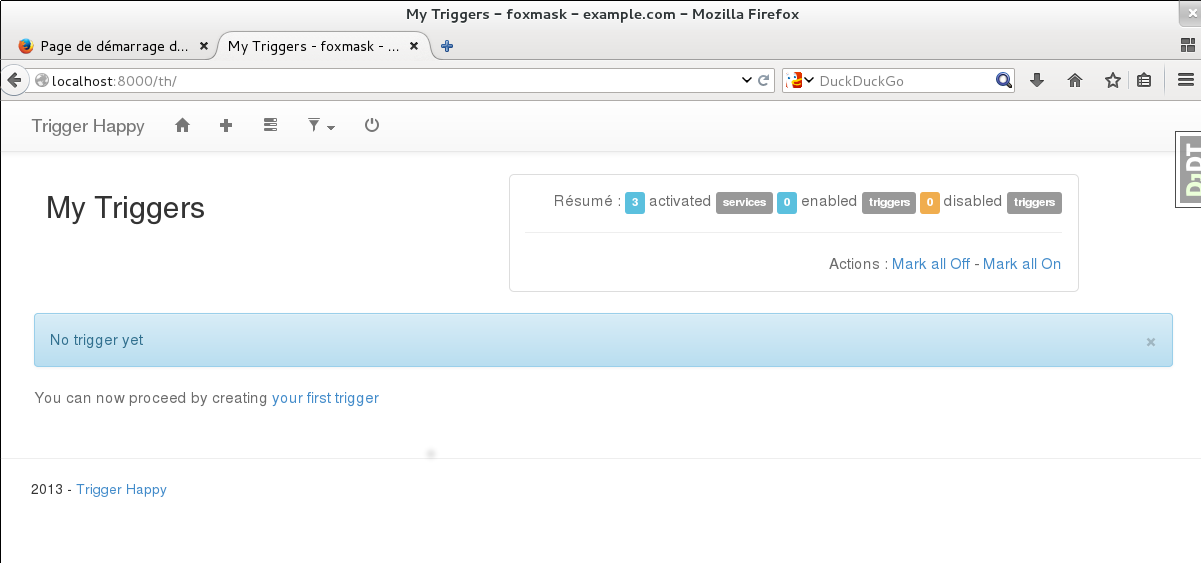 My Triggers – foxmask – example.com – Mozilla Firefox
Page de démarrage d... My Triggers – foxmask – ...
localhost:8000/th/ DuckDuckGo
Trigger Happy
DjDT
My Triggers
Résumé : 3 activated services 0 enabled triggers 0 disabled triggers
Actions : Mark all Off - Mark all On
No trigger yet ×
You can now proceed by creating your first trigger
2013 - Trigger Happy